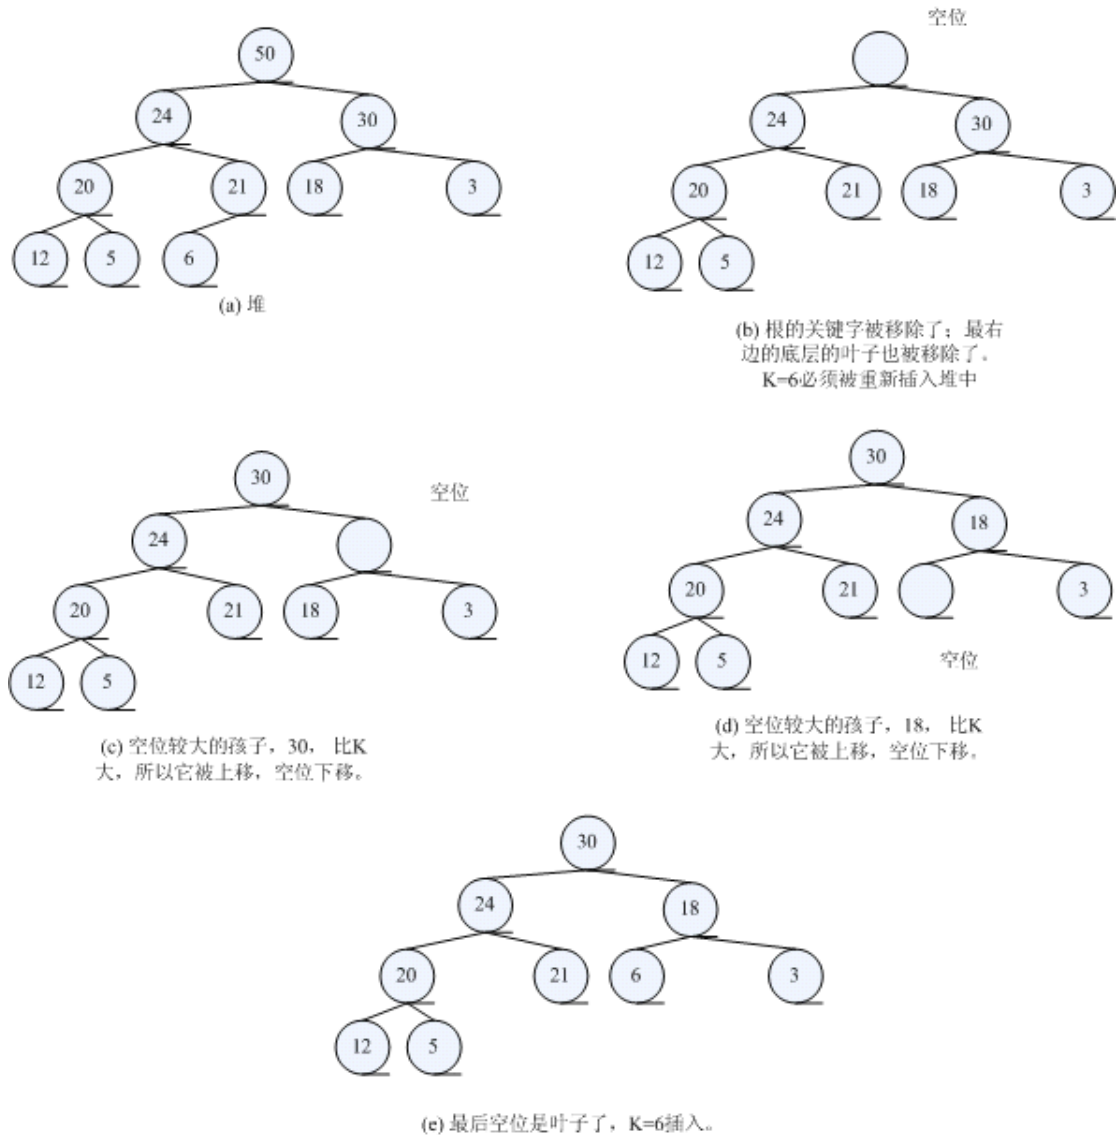 空位
50
24 30
20 21 18 3
12 5 6
(a) 堆
24 30
20 21 18 3
12 5
(b) 根的关键字被移除了；最右
边的底层的叶子也被移除了。
K=6必须被重新插入堆中
30
空位
24
20 21 18 3
12 5
(c) 空位较大的孩子，30， 比K
大，所以它被上移，空位下移。
30
24 18
20 21 3
12 5
空位
(d) 空位较大的孩子，18， 比K
大，所以它被上移，空位下移。
30
24 18
20 21 6 3
12 5
(e) 最后空位是叶子了，K=6插入。